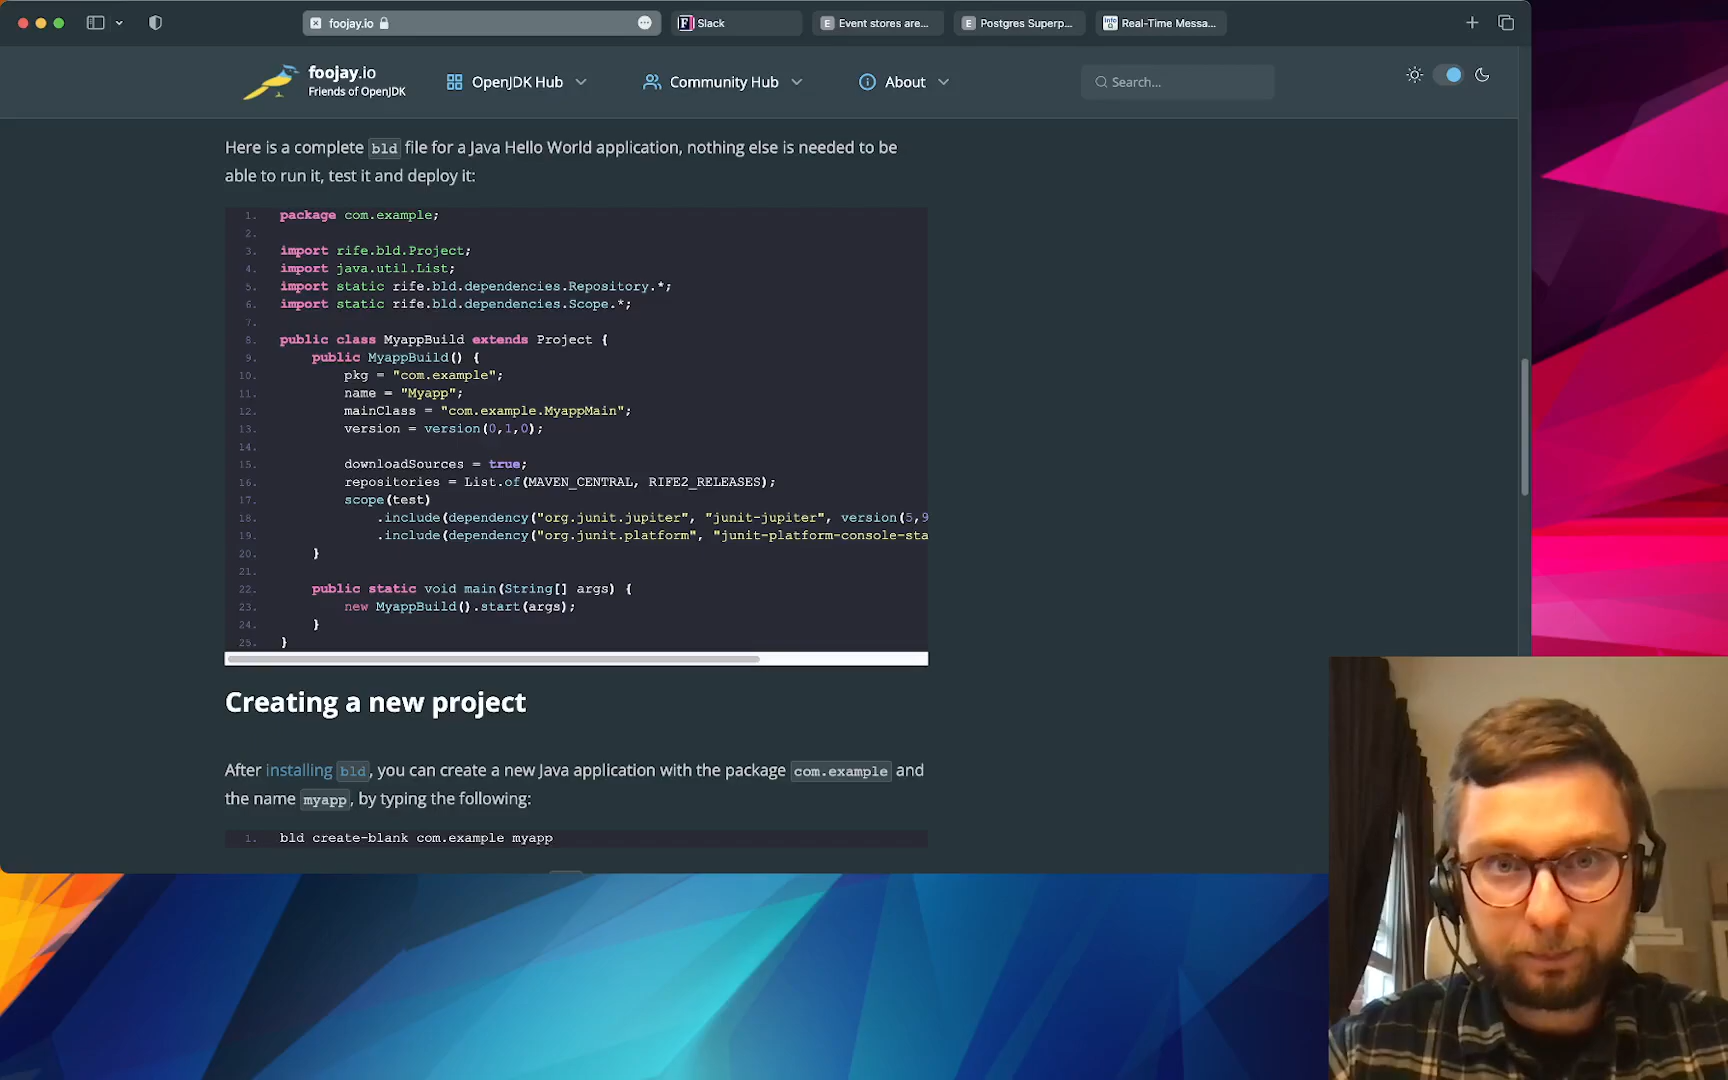 foojay.io
Slack
E Event stores are...
E Postgres Superp...
Real-Time Messa...
foojay.io
Friends of OpenJDK
OpenJDK Hub
Community Hub
About
Search...
Here is a complete bld file for a Java Hello World application, nothing else is needed to be
able to run it, test it and deploy it:
1. package com.example;
2.
3. import rife.bld.Project;
4. import java.util.List;
5. import static rife.bld.dependencies.Repository.*;
6. import static rife.bld.dependencies.Scope.*;
7.
8. public class MyappBuild extends Project {
9. public MyappBuild() {
10. pkg = "com.example";
11. name = "Myapp";
12. mainClass = "com.example.MyappMain";
13. version = version(0,1,0);
14.
15. downloadSources = true;
16. repositories = List.of(MAVEN_CENTRAL, RIFE2_RELEASES);
17. scope(test)
18. .include(dependency("org.junit.jupiter", "junit-jupiter", version(5,9
19. .include(dependency("org.junit.platform", "junit-platform-console-sta
20. }
21.
22. public static void main(String[] args) {
23. new MyappBuild().start(args);
24. }
25. }
Creating a new project
After installing bld, you can create a new Java application with the package com.example and
the name myapp, by typing the following:
1. bld create-blank com.example myapp